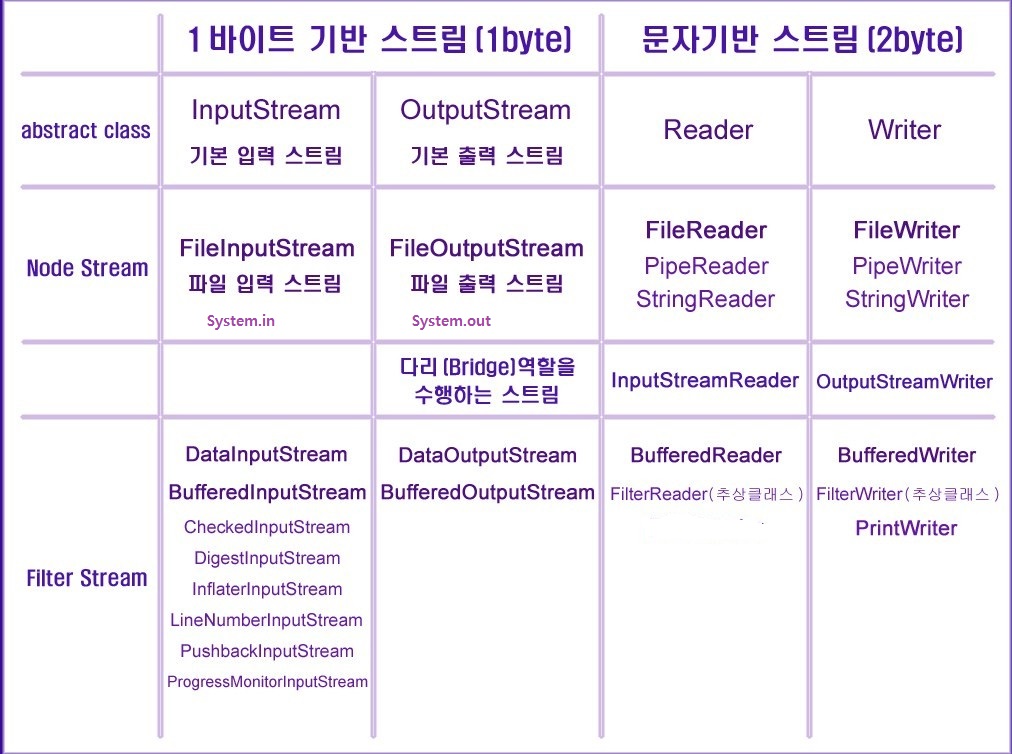 1바이트 기반 스트림(1byte)
문자기반 스트림(2byte)
abstract class
InputStream
기본 입력 스트림
OutputStream
기본 출력 스트림
Reader
Writer
Node Stream
FileInputStream
파일 입력 스트림
System.in
FileOutputStream
파일 출력 스트림
System.out
FileReader
PipeReader
StringReader
FileWriter
PipeWriter
StringWriter
다리(Bridge)역할을
수행하는 스트림
InputStreamReader
OutputStreamWriter
Filter Stream
DataInputStream
BufferedInputStream
CheckedInputStream
DigestInputStream
InflaterInputStream
LineNumberInputStream
PushbackInputStream
ProgressMonitorInputStream
DataOutputStream
BufferedOutputStream
BufferedReader
FilterReader(추상클래스)
BufferedWriter
FilterWriter(추상클래스)
PrintWriter